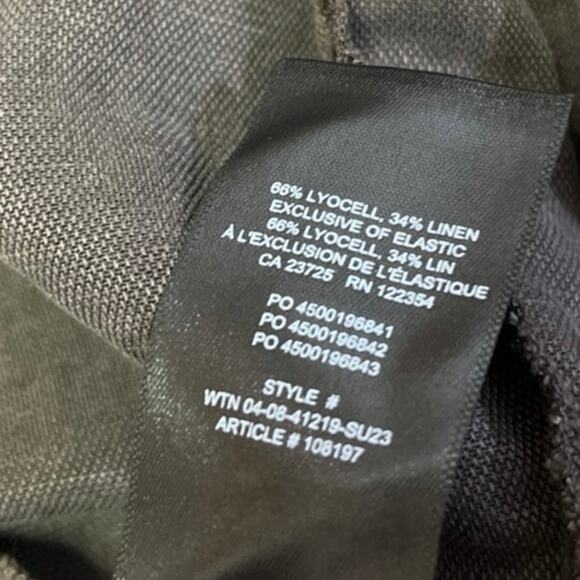 66% LYOCELL, 34% LINEN
EXCLUSIVE OF ELASTIC
66% LYOCELL, 34% LIN
À L'EXCLUSION DE L'ÉLASTIQUE
CA 23725 RN 122354
PO 4500196841
PO 4500196842
PO 4500196843
STYLE #
WTN 04-08-41219-SU23
ARTICLE # 108197